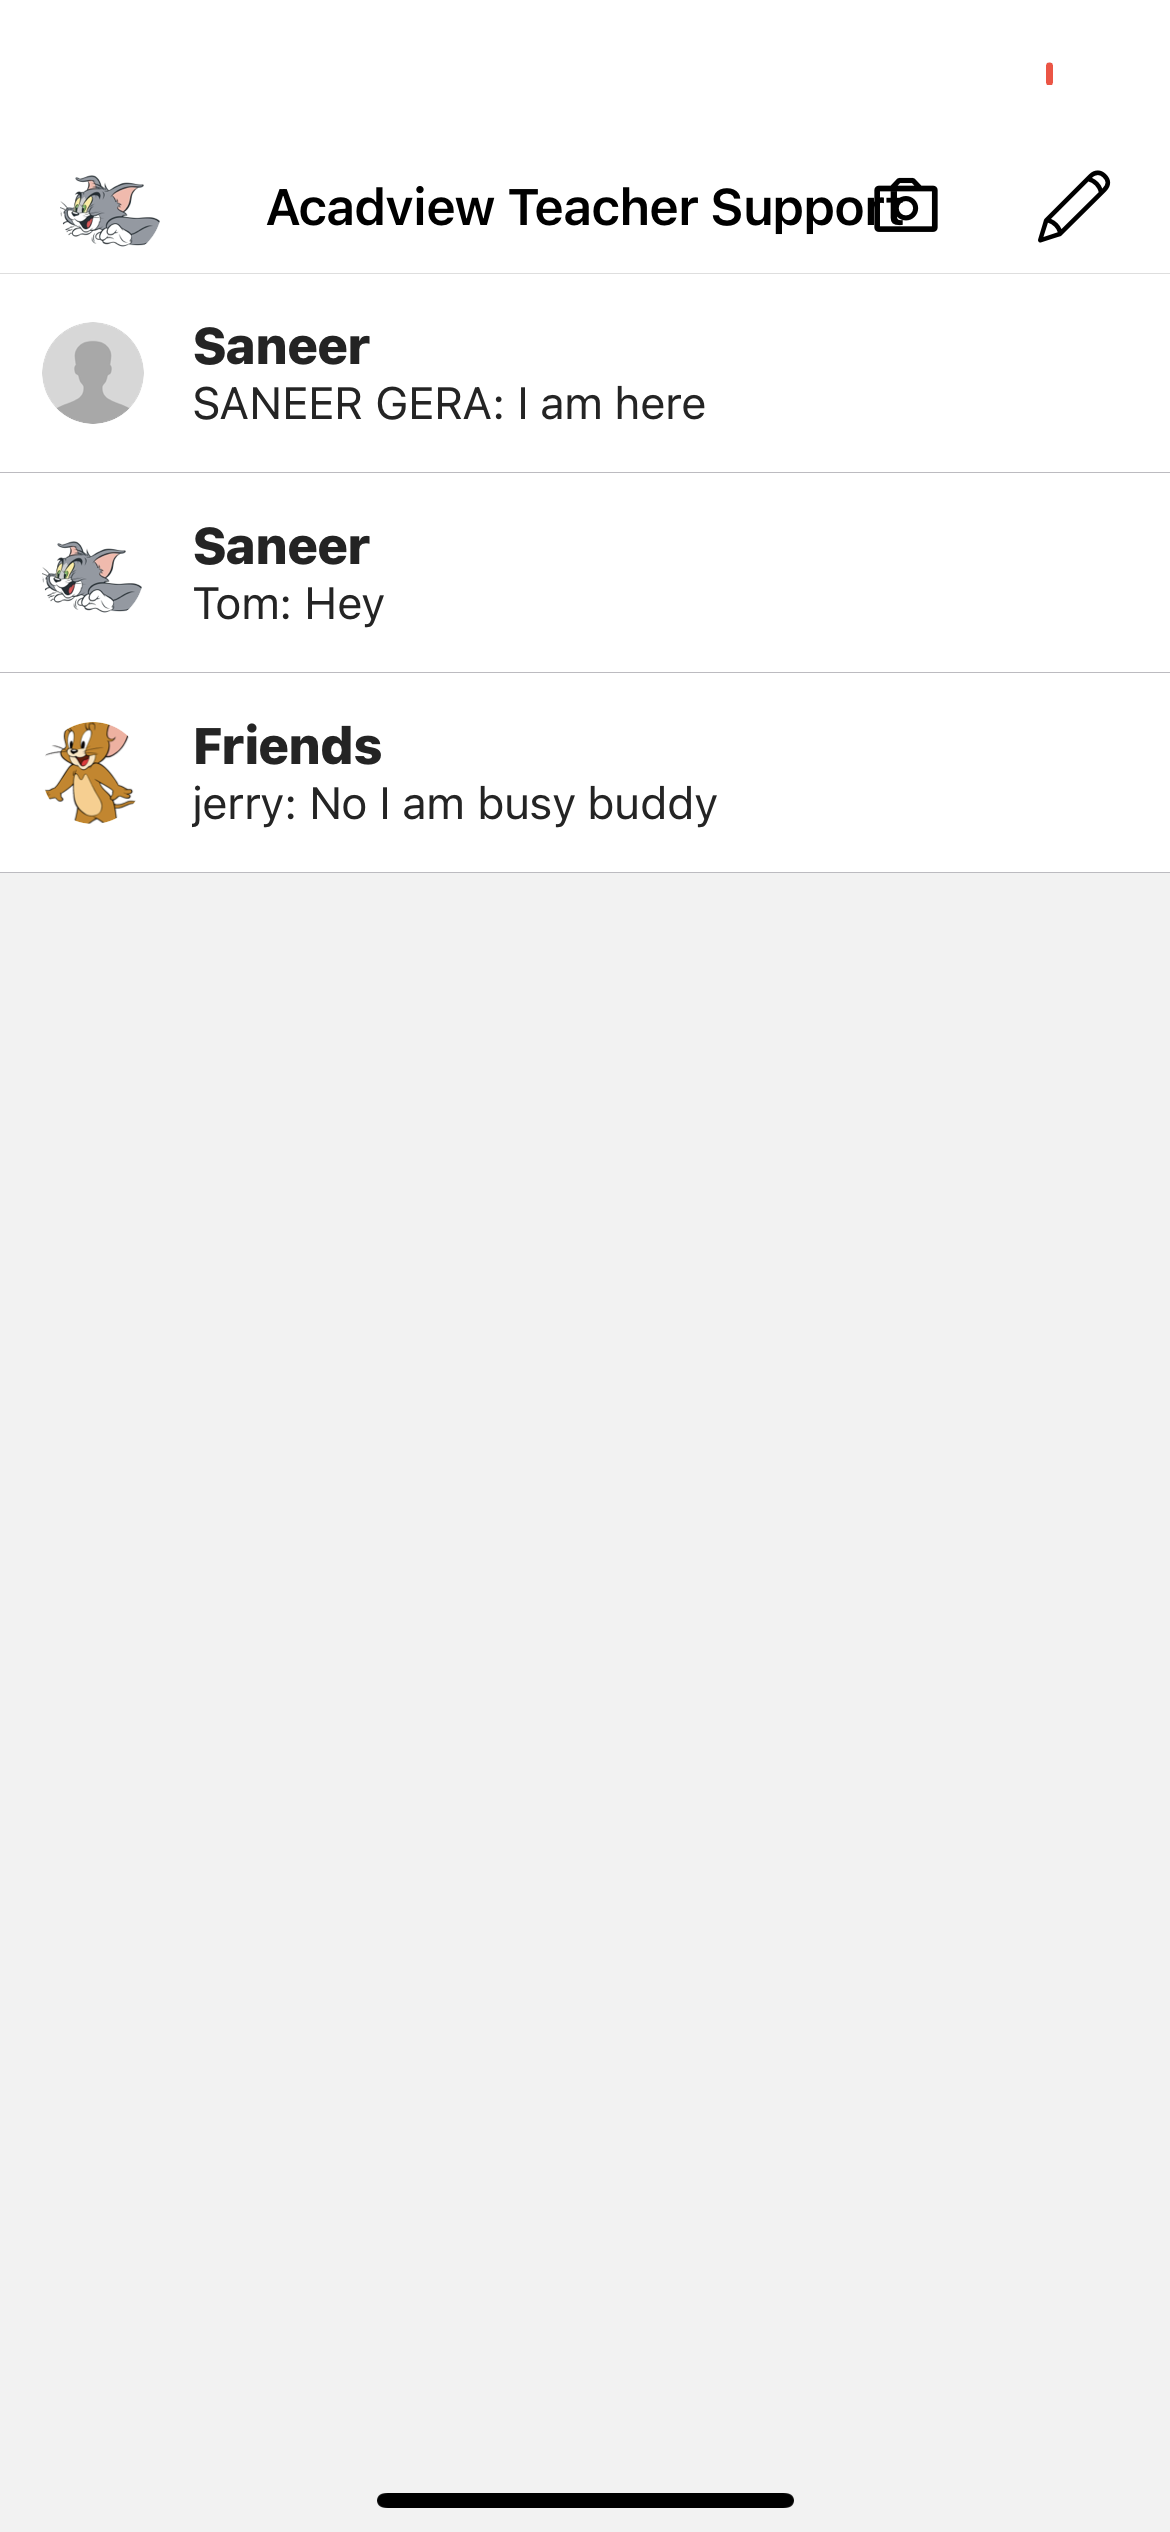 Acadview Teacher Support
Saneer
SANEER GERA: I am here
Saneer
Tom: Hey
Friends
jerry: No I am busy buddy